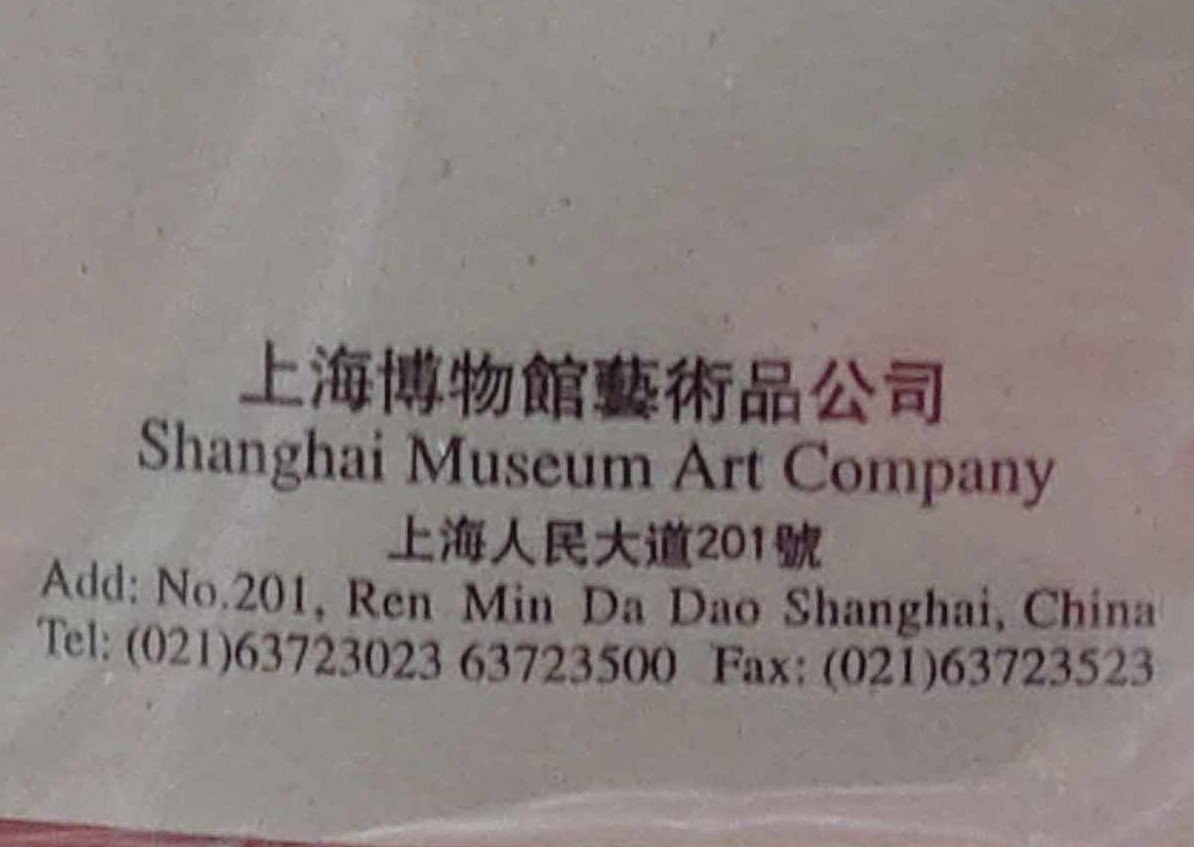 上海博物館藝術品公司
Shanghai Museum Art Company
上海人民大道201號
Add: No.201, Ren Min Da Dao Shanghai, China
Tel: (021)63723023 63723500 Fax: (021)63723523